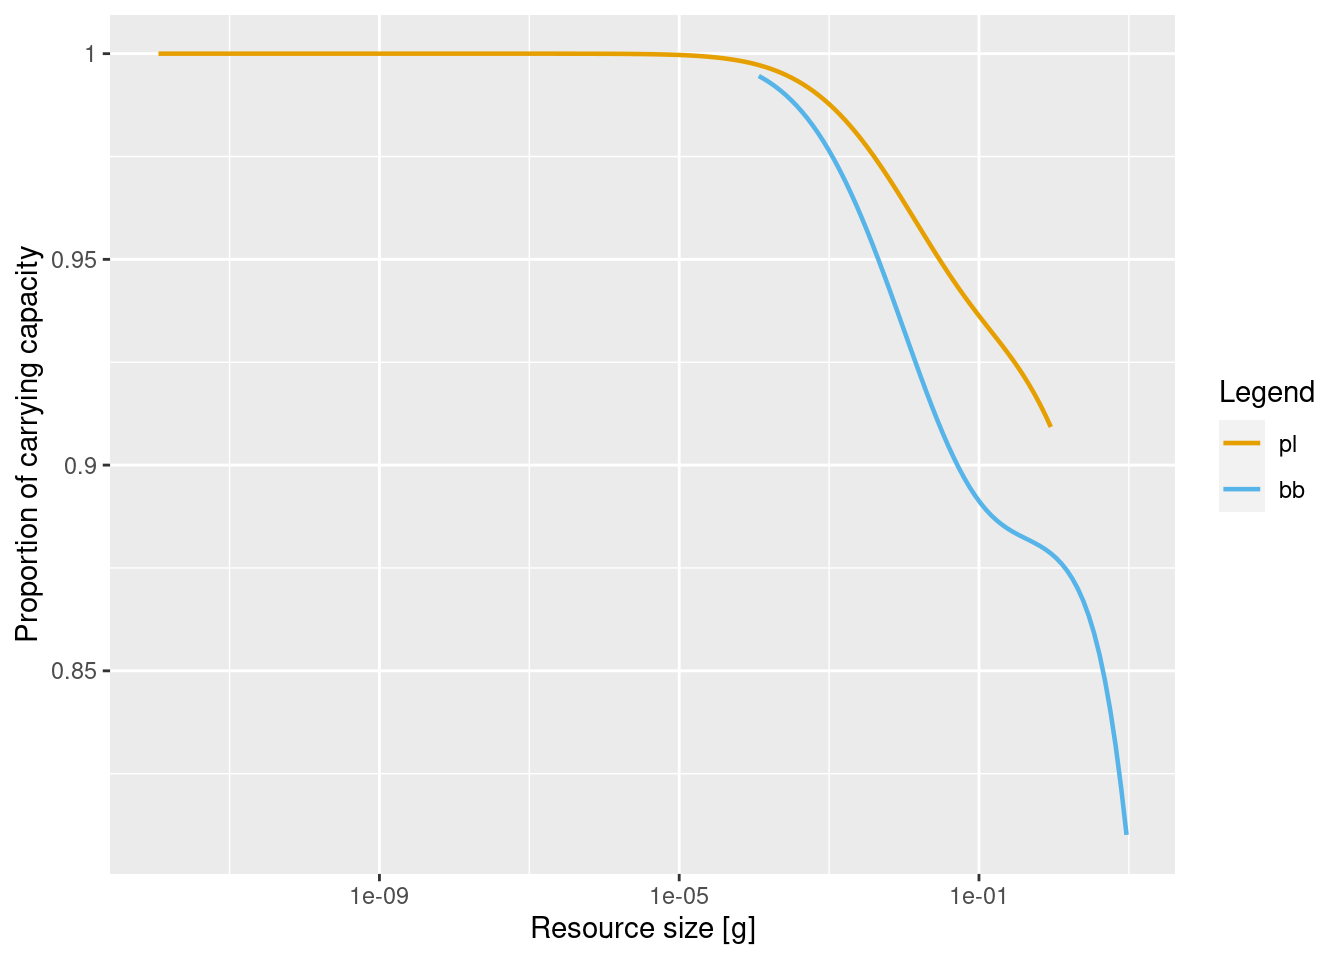 Proportion of carrying capacity
1
0.95
0.9
0.85
1e-09
1e-05
1e-01
Resource size [g]
Legend
pl
bb